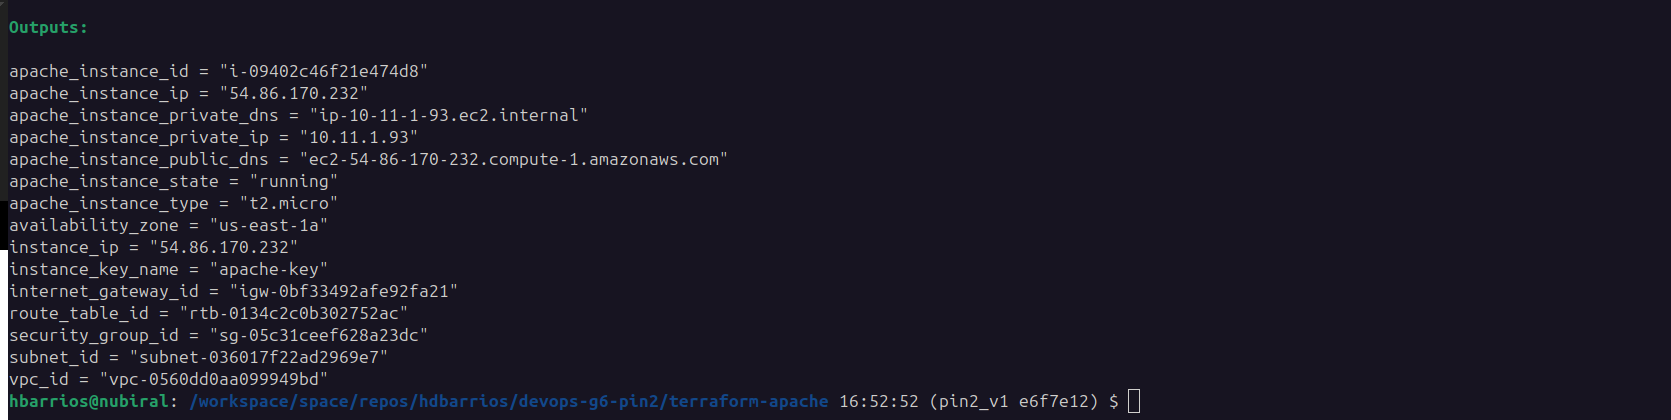 Outputs:
apache_instance_id = "i-09402c46f21e474d8"
apache_instance_ip = "54.86.170.232"
apache_instance_private_dns = "ip-10-11-1-93.ec2.internal"
apache_instance_private_ip = "10.11.1.93"
apache_instance_public_dns = "ec2-54-86-170-232.compute-1.amazonaws.com"
apache_instance_state = "running"
apache_instance_type = "t2.micro"
availability_zone = "us-east-1a"
instance_ip = "54.86.170.232"
instance_key_name = "apache-key"
internet_gateway_id = "igw-0bf33492afe92fa21"
route_table_id = "rtb-0134c2c0b302752ac"
security_group_id = "sg-05c31ceef628a23dc"
subnet_id = "subnet-036017f22ad2969e7"
vpc_id = "vpc-0560dd0aa099949bd"
hbarrios@nubiral: /workspace/space/repos/hdbarrios/devops-g6-pin2/terraform-apache 16:52:52 (pin2_v1 e6f7e12) $